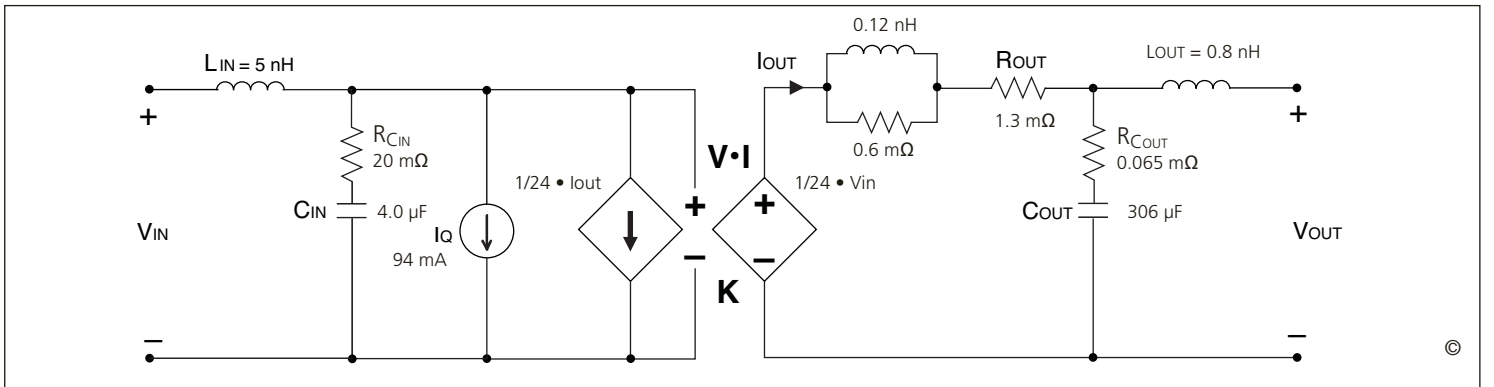 LIN = 5 nH
+
RCIN
20 mΩ
CIN
4.0 µF
VIN
IQ
94 mA
−
1/24 • Iout
+
−
V•I
K
1/24 • Vin
+
−
IOUT
0.12 nH
0.6 mΩ
ROUT
1.3 mΩ
LOUT = 0.8 nH
RCOUT
0.065 mΩ
COUT
306 µF
+
VOUT
−
©